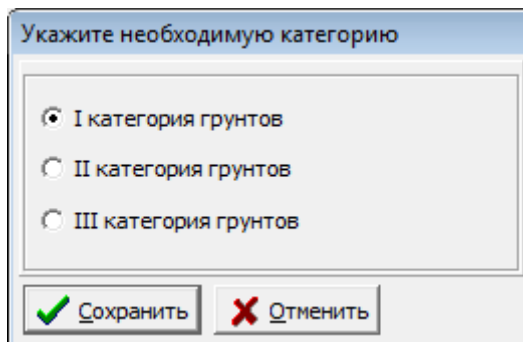 Укажите необходимую категорию
I категория грунтов
II категория грунтов
III категория грунтов
Сохранить
Отменить